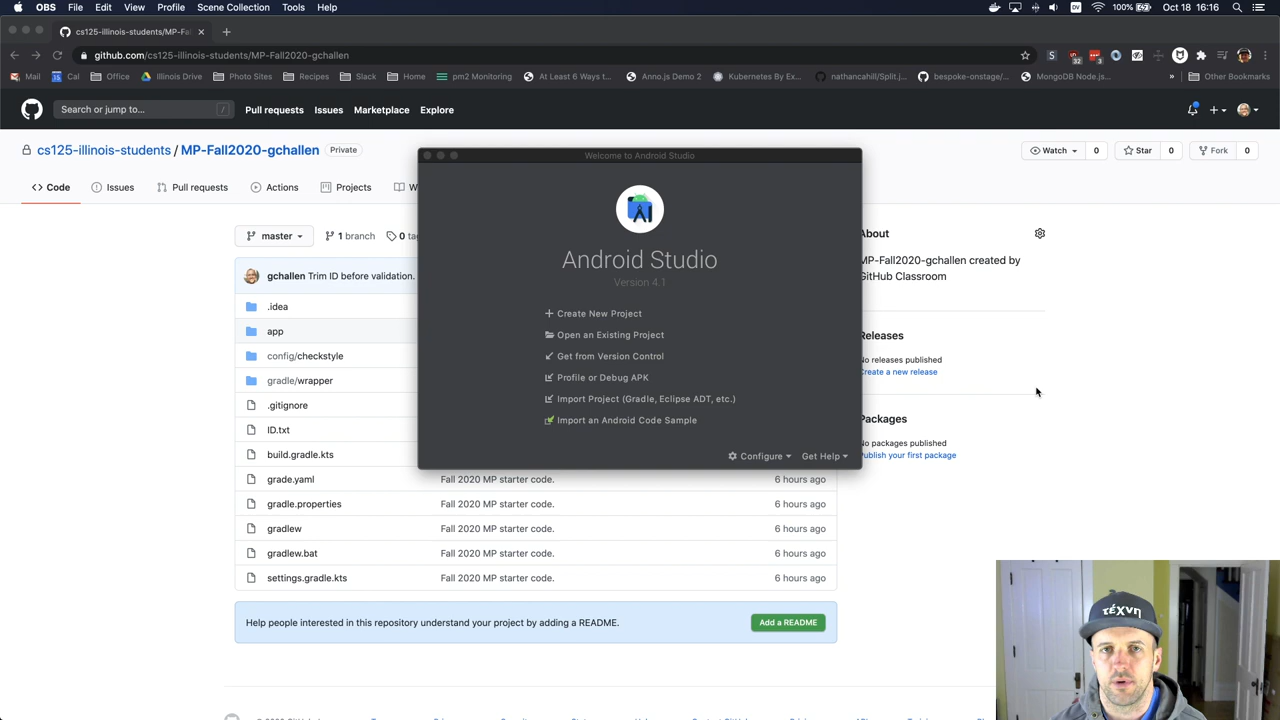 OBS File Edit View Profile Scene Collection Tools Help 100% Oct 18 16:16
cs125-illinois-students/MP-Fal
github.com/cs125-illinois-students/MP-Fall2020-gchallen
Mail Cal Office Illinois Drive Photo Sites Recipes Slack Home pm2 Monitoring At Least 6 Ways t... Anno.js Demo 2 Kubernetes By Ex... nathancahill/Split.j... bespoke-onstage/... MongoDB Node.js... » Other Bookmarks
Search or jump to... / Pull requests Issues Marketplace Explore
cs125-illinois-students / MP-Fall2020-gchallen Private Watch 0 Star 0 Fork 0
Welcome to Android Studio
Code Issues Pull requests Actions Projects W
master 1 branch 0 tag
About
Android Studio
Version 4.1
MP-Fall2020-gchallen created by
GitHub Classroom
gchallen Trim ID before validation.
.idea
Create New Project
app
Open an Existing Project
Releases
config/checkstyle
Get from Version Control
No releases published
Create a new release
gradle/wrapper
Profile or Debug APK
.gitignore
Import Project (Gradle, Eclipse ADT, etc.)
ID.txt
Import an Android Code Sample
Packages
No packages published
Publish your first package
build.gradle.kts
Configure Get Help
grade.yaml Fall 2020 MP starter code. 6 hours ago
gradle.properties Fall 2020 MP starter code. 6 hours ago
gradlew Fall 2020 MP starter code. 6 hours ago
gradlew.bat Fall 2020 MP starter code. 6 hours ago
settings.gradle.kts Fall 2020 MP starter code. 6 hours ago
Help people interested in this repository understand your project by adding a README. Add a README
τέχνη